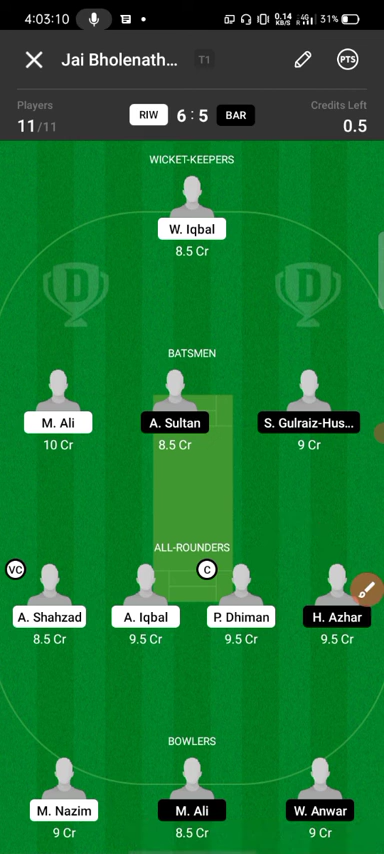 4:03:10 0.14 KB/S 4G R 31%
Jai Bholenath... T1 PTS
Players Credits Left
11/11 RIW 6 : 5 BAR 0.5
WICKET-KEEPERS
W. Iqbal
8.5 Cr
D D
BATSMEN
M. Ali A. Sultan S. Gulraiz-Hus...
10 Cr 8.5 Cr 9 Cr
ALL-ROUNDERS
VC C
A. Shahzad A. Iqbal P. Dhiman H. Azhar
8.5 Cr 9.5 Cr 9.5 Cr 9.5 Cr
BOWLERS
M. Nazim M. Ali W. Anwar
9 Cr 8.5 Cr 9 Cr